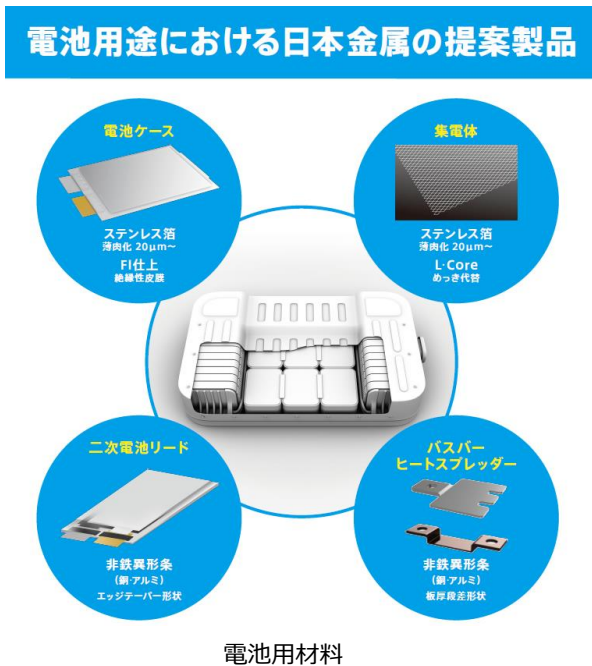 電池用途における日本金属の提案製品
電池ケース
ステンレス箔
薄肉化 20μm～
FI仕上
絶縁性皮膜
集電体
ステンレス箔
薄肉化 20μm～
L-Core
めっき代替
二次電池リード
非鉄異形条
（銅・アルミ）
エッジテーパー形状
バスバー
ヒートスプレッダー
非鉄異形条
（銅・アルミ）
板厚段差形状
電池用材料